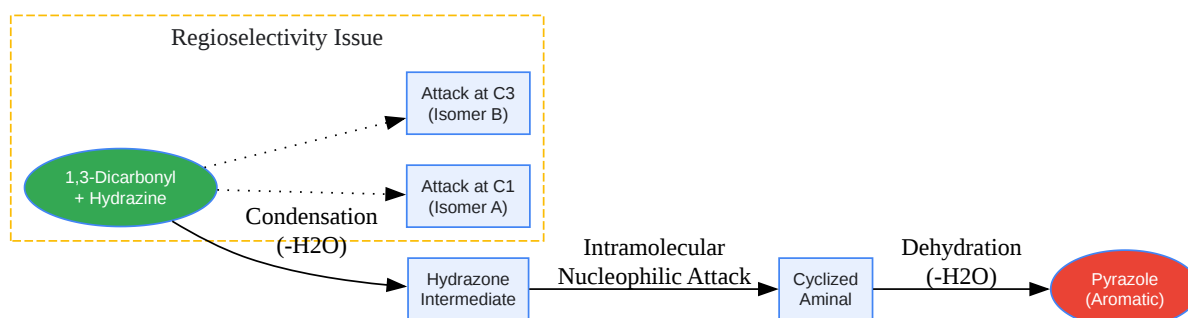 Regioselectivity Issue
Attack at C3
(Isomer B)
1,3-Dicarbonyl
+ Hydrazine
Attack at C1
(Isomer A)
Condensation
(-H2O)
Hydrazone
Intermediate
Intramolecular
Nucleophilic Attack
Cyclized
Aminal
Dehydration
(-H2O)
Pyrazole
(Aromatic)